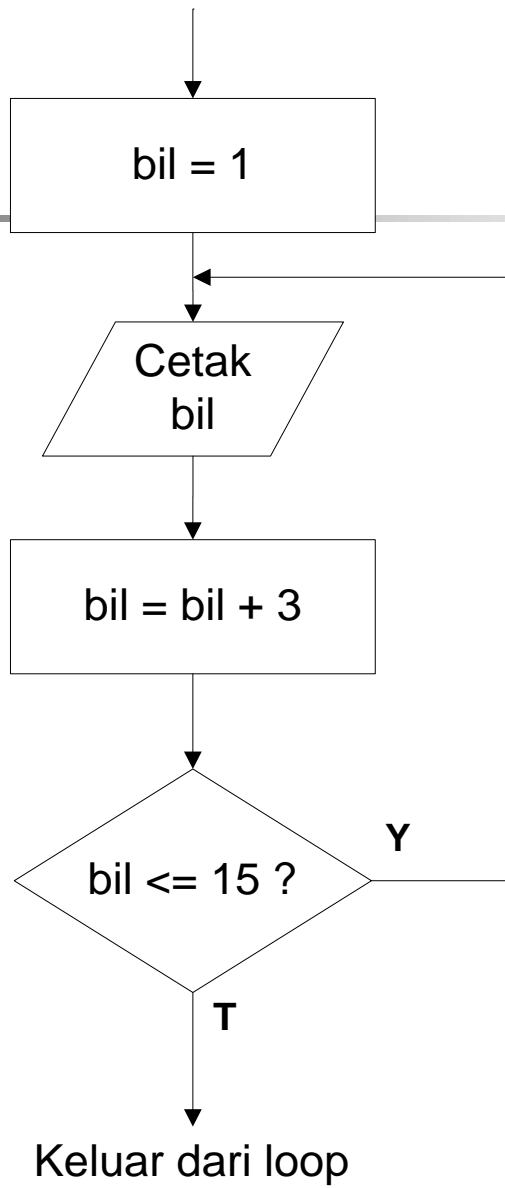 bil = 1
Cetak
bil
bil = bil + 3
bil <= 15 ?
Y
T
Keluar dari loop